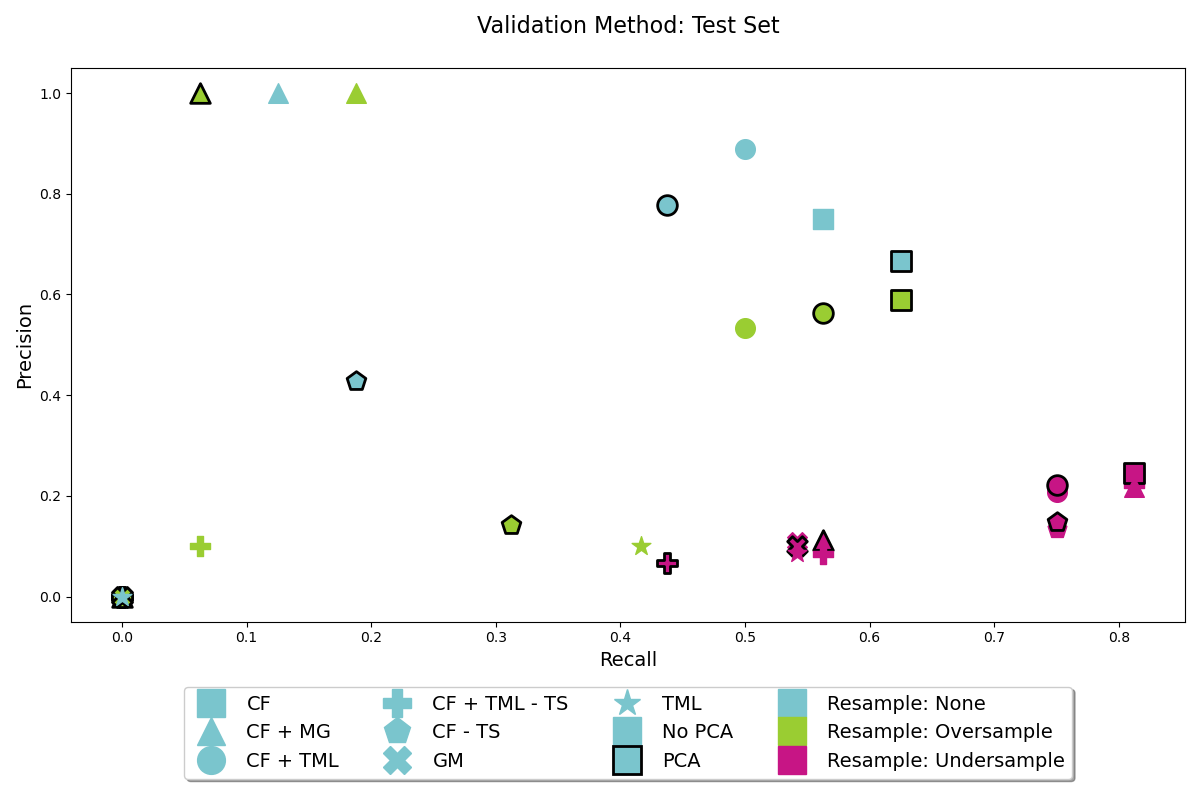 Validation Method: Test Set
Precision
1.0
0.8
0.6
0.4
0.2
0.0
0.0 0.1 0.2 0.3 0.4 0.5 0.6 0.7 0.8
Recall
CF CF + TML - TS TML Resample: None
CF + MG CF - TS No PCA Resample: Oversample
CF + TML GM PCA Resample: Undersample